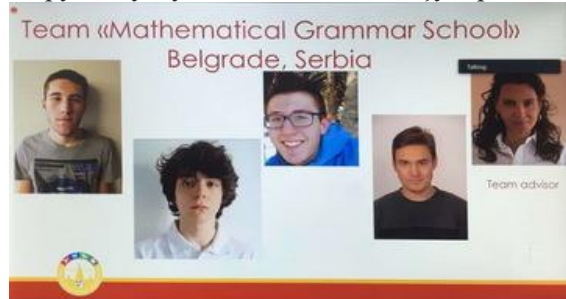 Team «Mathematical Grammar School»
Belgrade, Serbia
Talking:
Team advisor